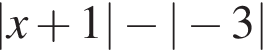 |x + 1| − | − 3|